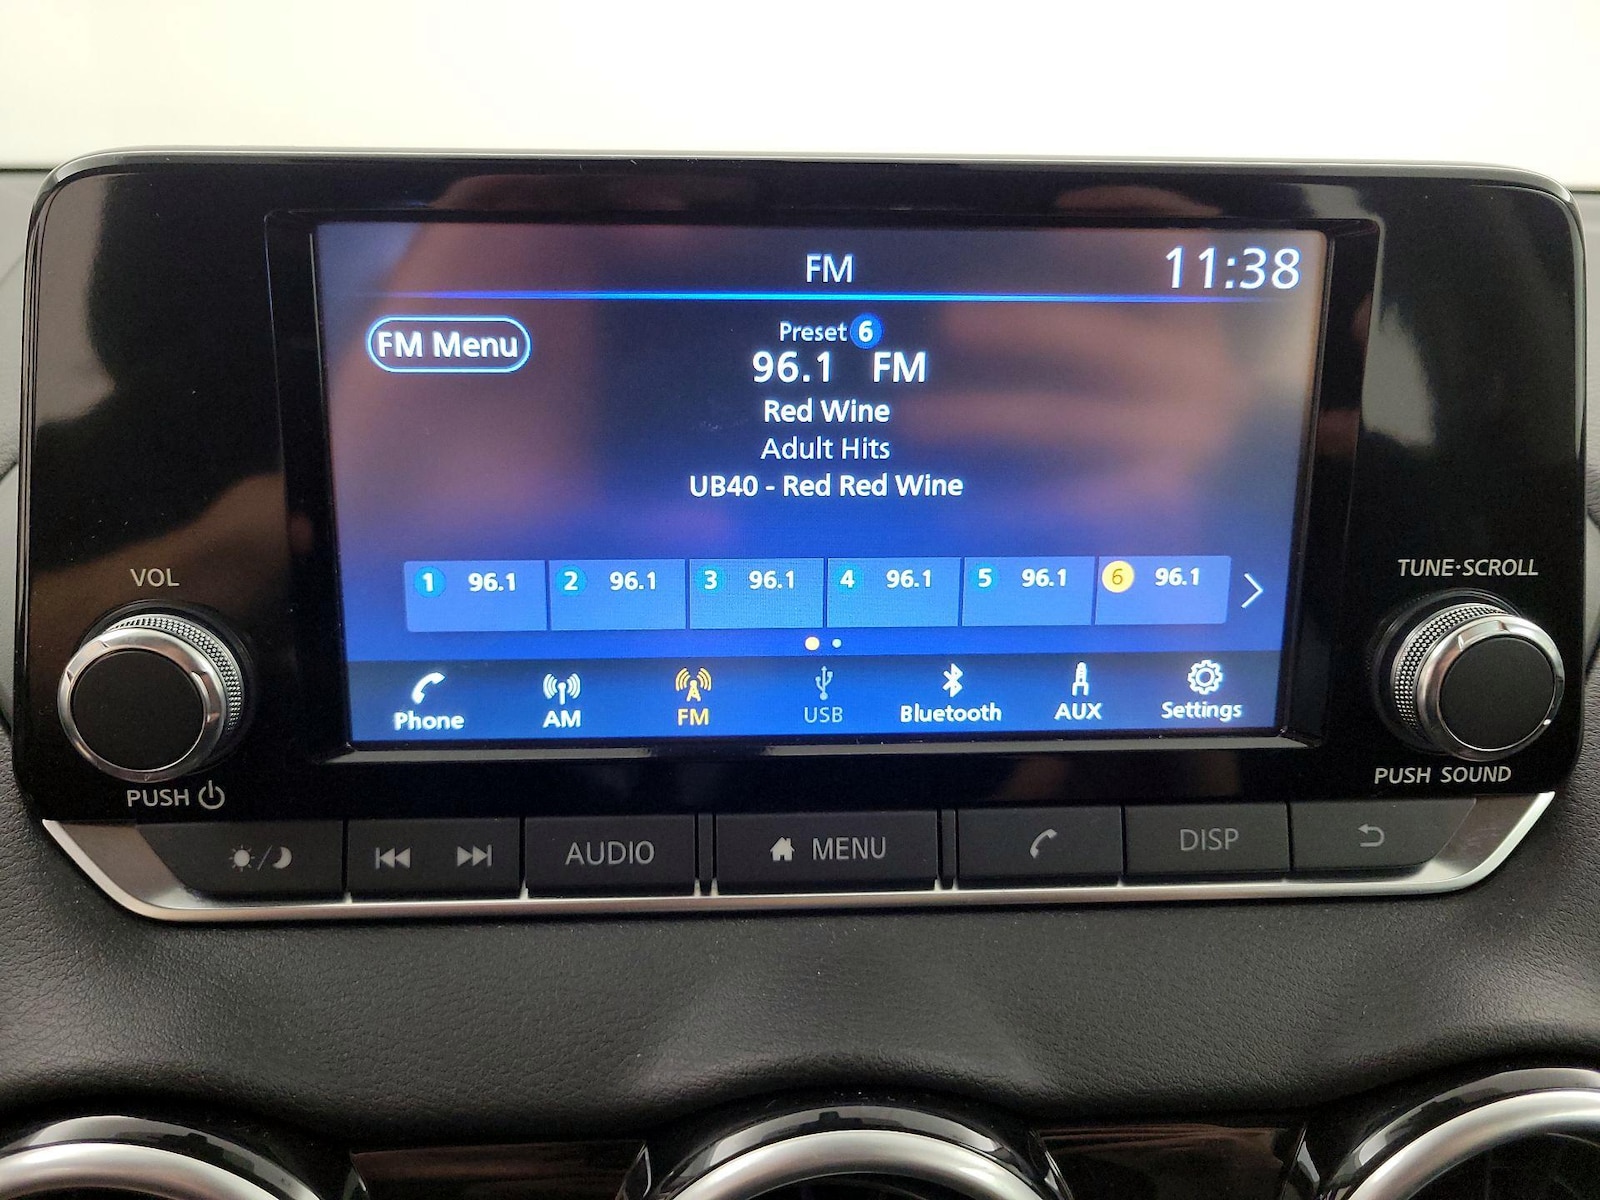 FM
11:38
FM Menu
Preset 6
96.1 FM
Red Wine
Adult Hits
UB40 - Red Red Wine
1 96.1 2 96.1 3 96.1 4 96.1 5 96.1 6 96.1
Phone AM FM USB Bluetooth AUX Settings
VOL
PUSH
TUNE·SCROLL
PUSH SOUND
AUDIO MENU DISP